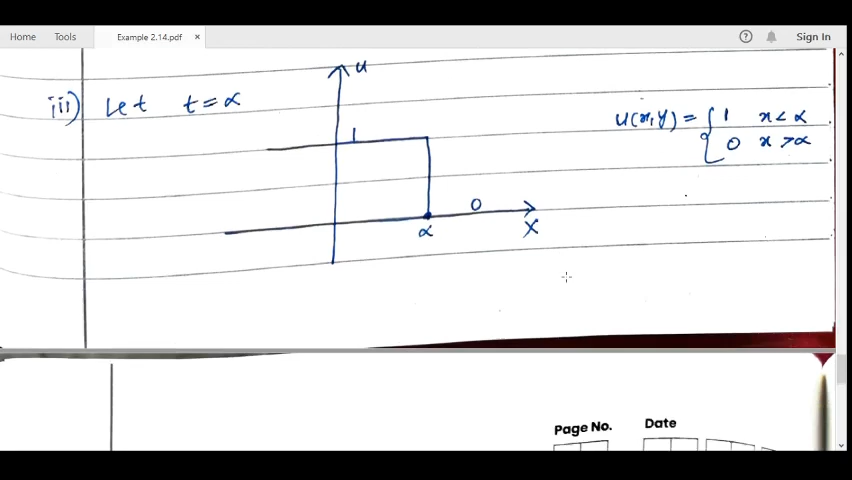 Home Tools Example 2.14.pdf × Sign In
iii) Let t = α
u
u(x,y) = { 1 x < α
0 x > α
1
0
α
X
Page No. Date